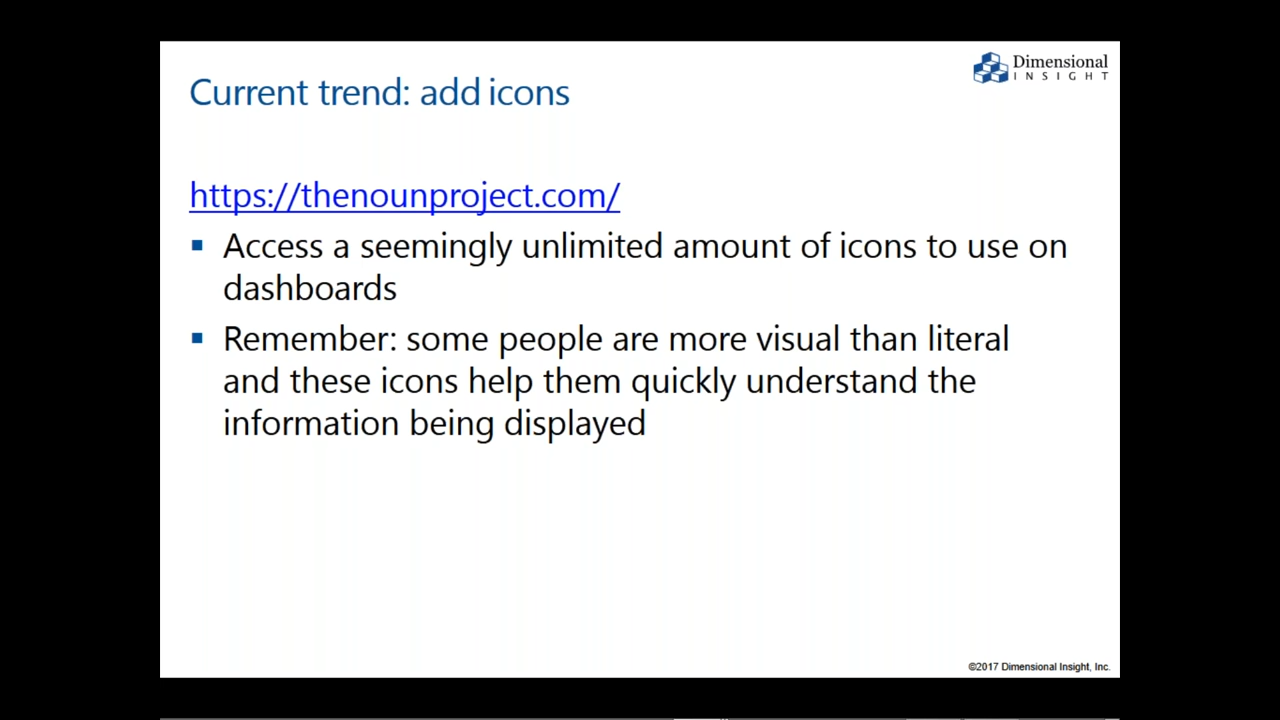 Dimensional
INSIGHT
Current trend: add icons
https://thenounproject.com/
▪ Access a seemingly unlimited amount of icons to use on
dashboards
▪ Remember: some people are more visual than literal
and these icons help them quickly understand the
information being displayed
©2017 Dimensional Insight, Inc.